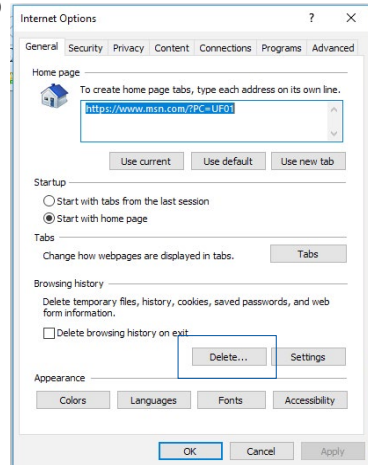 Internet Options ? X
General Security Privacy Content Connections Programs Advanced
Home page
To create home page tabs, type each address on its own line.
https://www.msn.com/?PC=UF01
Use current Use default Use new tab
Startup
Start with tabs from the last session
Start with home page
Tabs
Change how webpages are displayed in tabs. Tabs
Browsing history
Delete temporary files, history, cookies, saved passwords, and web
form information.
Delete browsing history on exit
Delete... Settings
Appearance
Colors Languages Fonts Accessibility
OK Cancel Apply